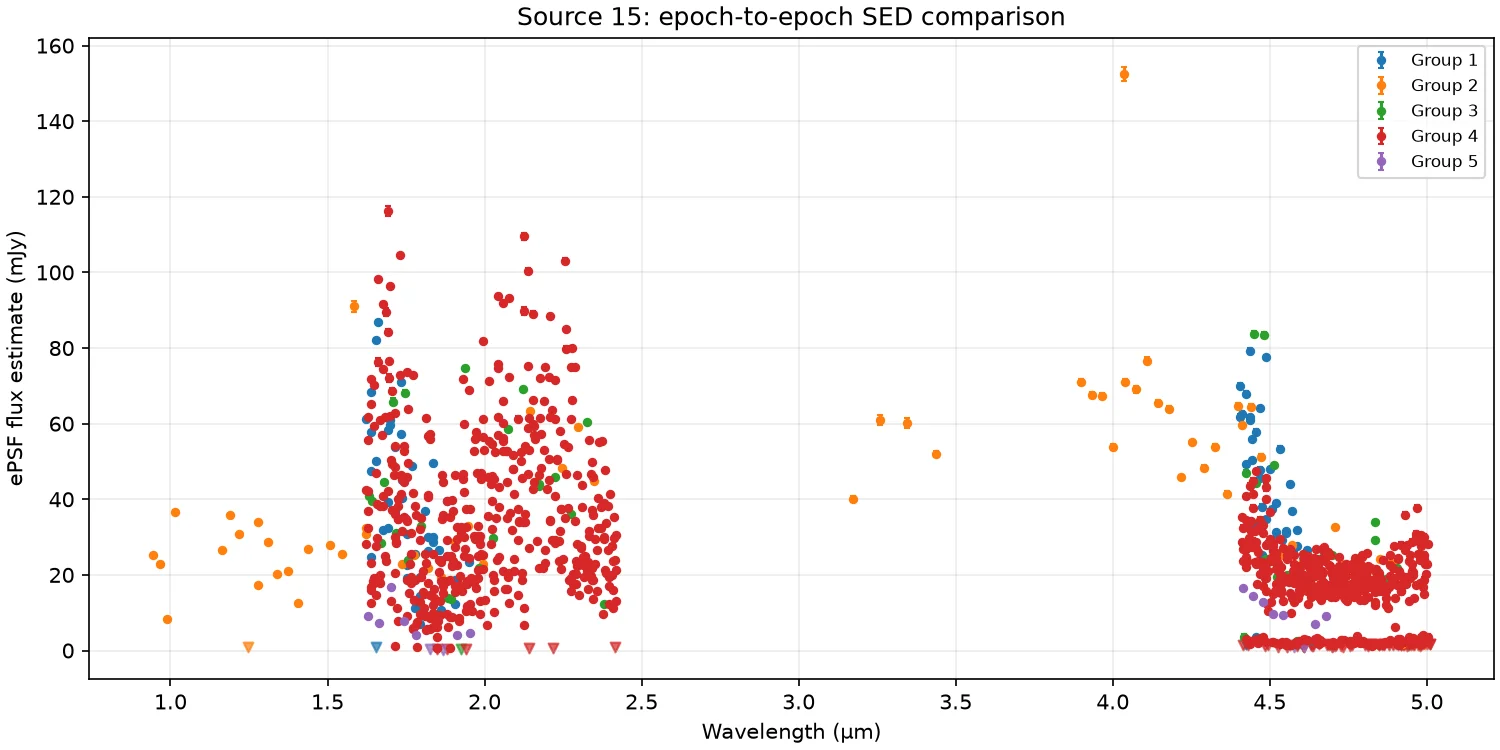 Source 15: epoch-to-epoch SED comparison
160
140
120
100
80
60
40
20
0
ePSF flux estimate (mJy)
Group 1
Group 2
Group 3
Group 4
Group 5
1.0 1.5 2.0 2.5 3.0 3.5 4.0 4.5 5.0
Wavelength (μm)